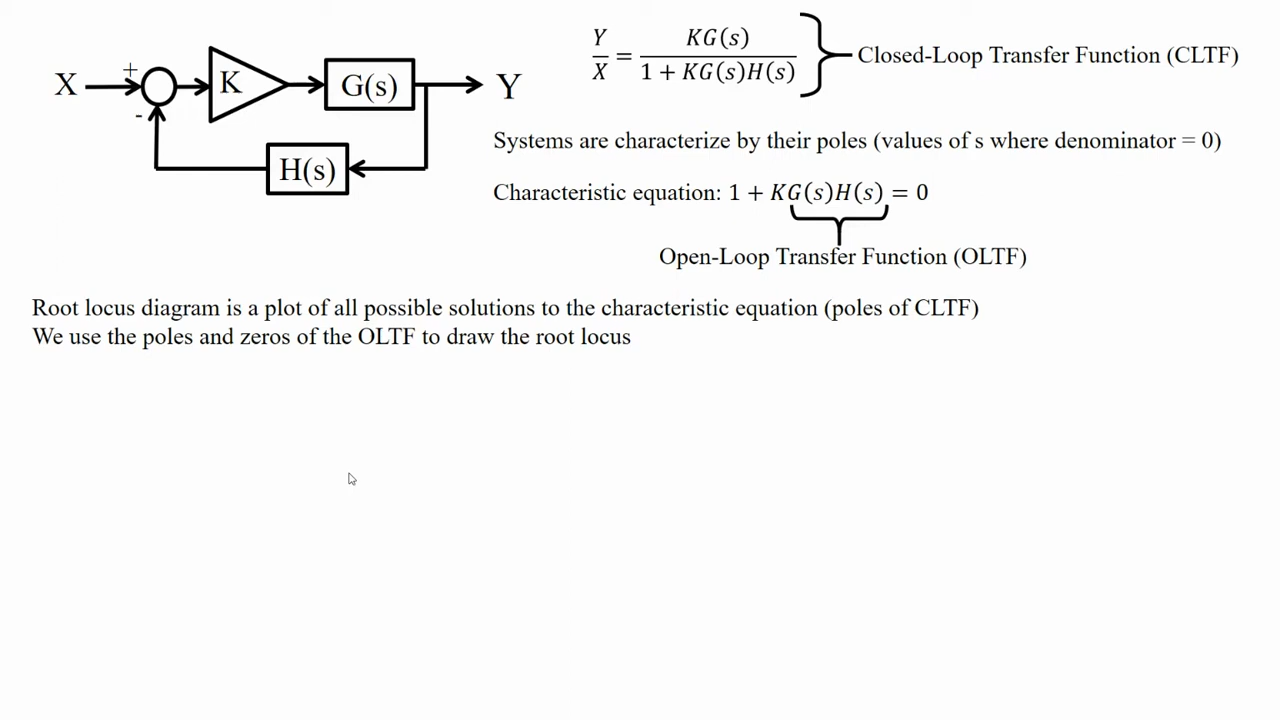 X
+
-
K
G(s)
Y
H(s)
Y/X = KG(s)/(1 + KG(s)H(s))
Closed-Loop Transfer Function (CLTF)
Systems are characterize by their poles (values of s where denominator = 0)
Characteristic equation: 1 + KG(s)H(s) = 0
Open-Loop Transfer Function (OLTF)
Root locus diagram is a plot of all possible solutions to the characteristic equation (poles of CLTF)
We use the poles and zeros of the OLTF to draw the root locus